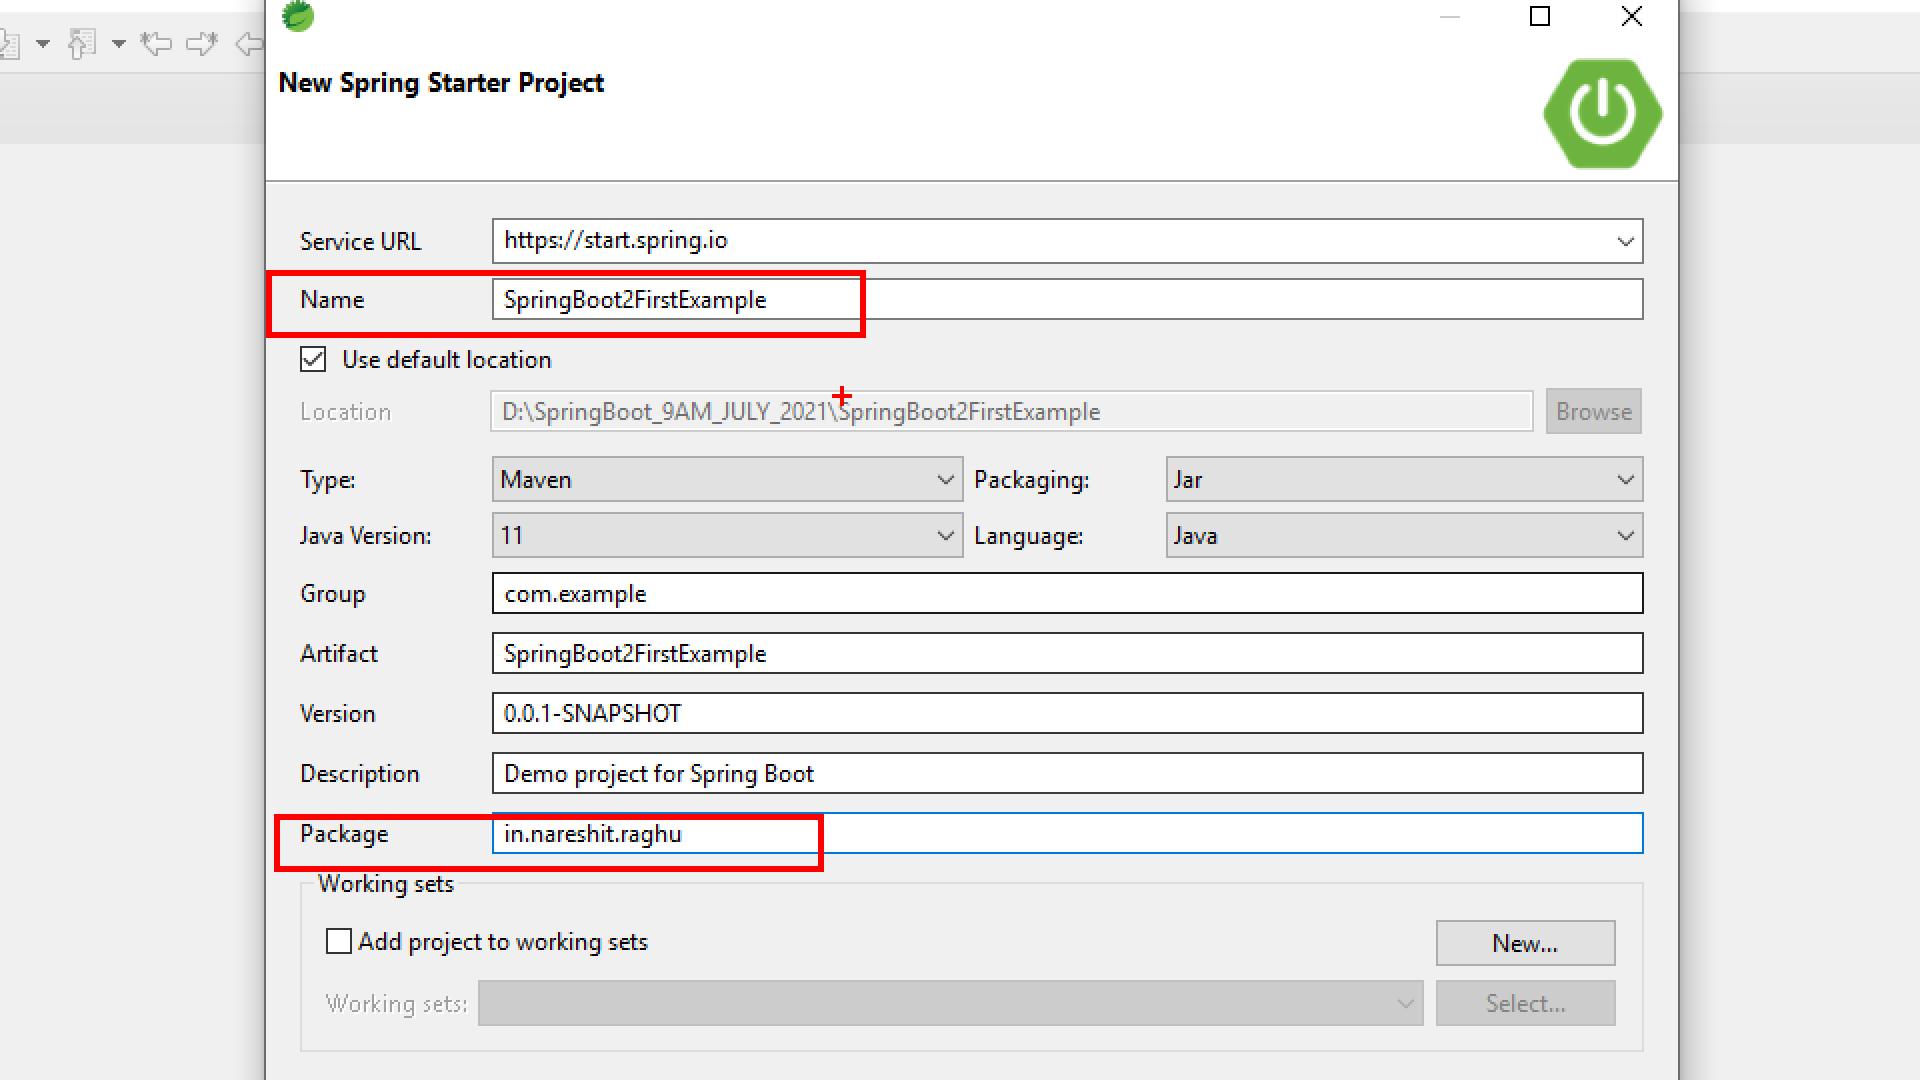 New Spring Starter Project
Service URL https://start.spring.io
Name SpringBoot2FirstExample
Use default location
Location D:\SpringBoot_9AM_JULY_2021\SpringBoot2FirstExample Browse
Type: Maven Packaging: Jar
Java Version: 11 Language: Java
Group com.example
Artifact SpringBoot2FirstExample
Version 0.0.1-SNAPSHOT
Description Demo project for Spring Boot
Package in.nareshit.raghu
Working sets
Add project to working sets New...
Working sets: Select...